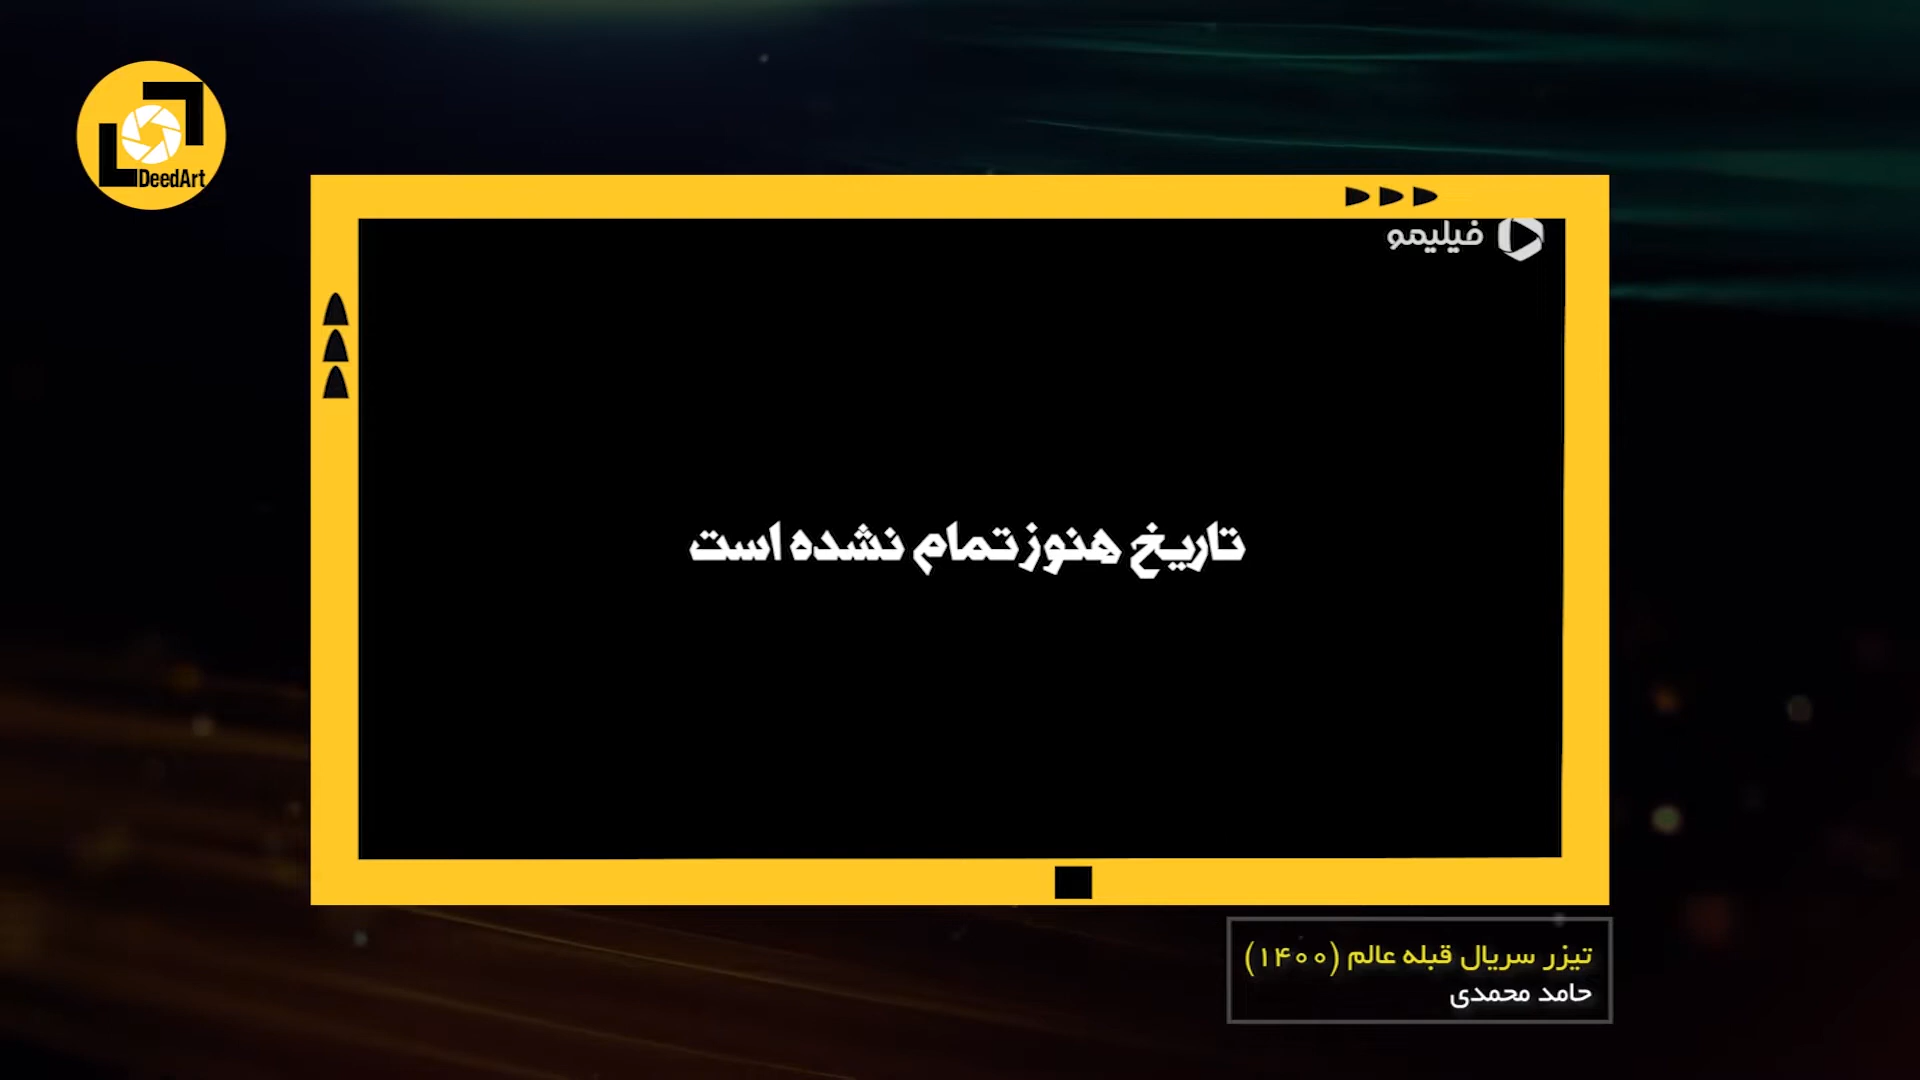 DeedArt
فیلیمو
تاریخ هنوز تمام نشده است
تیزر سریال قبله عالم (۱۴۰۰)
حامد محمدی